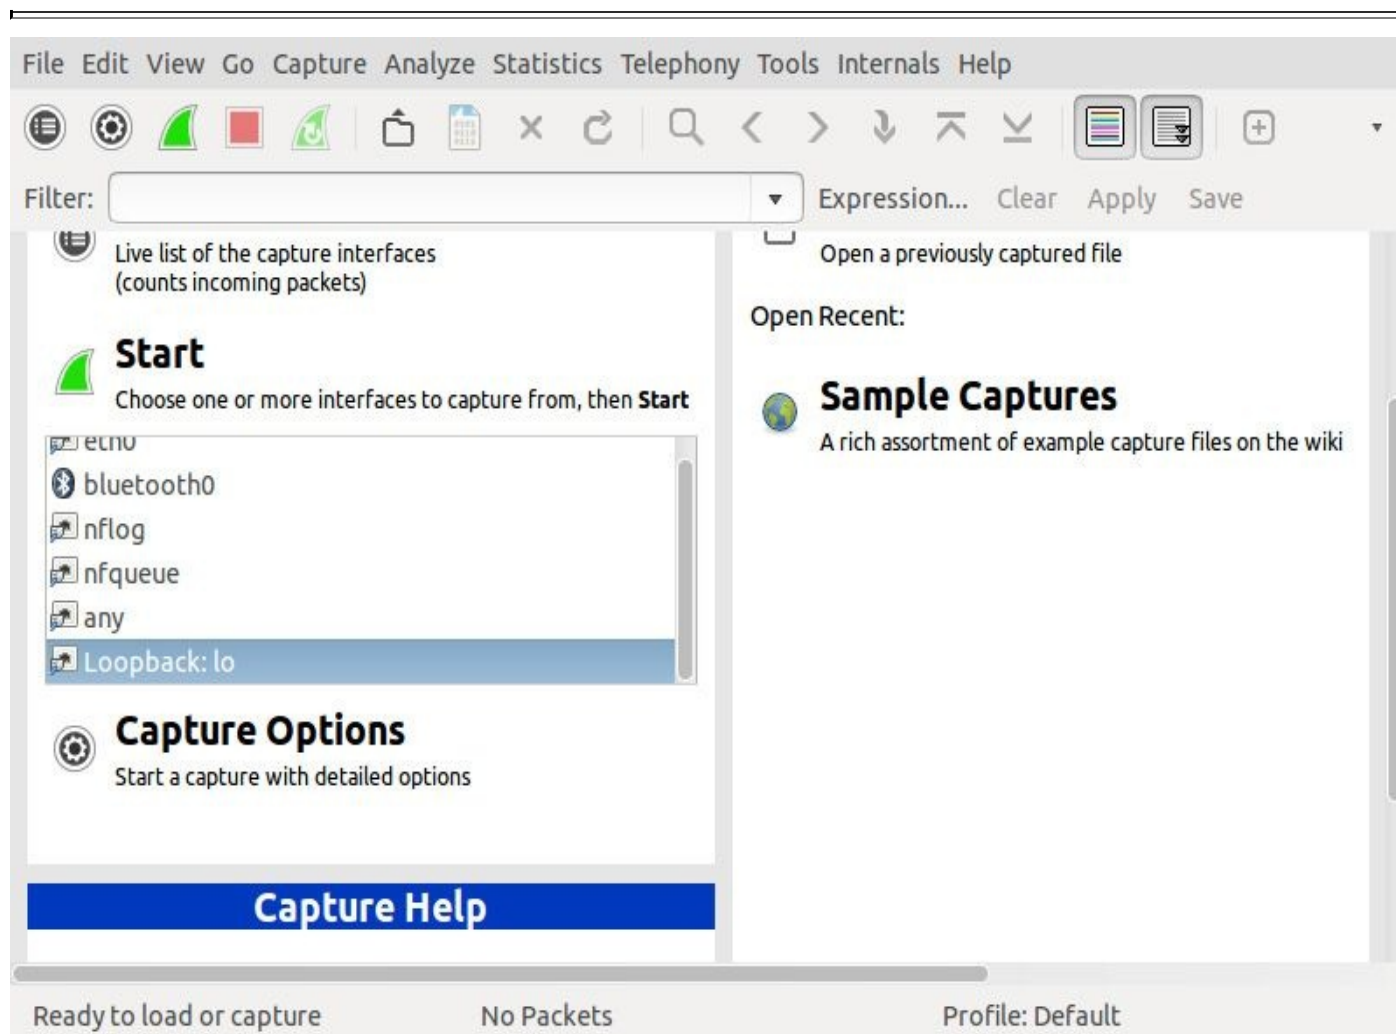 File Edit View Go Capture Analyze Statistics Telephony Tools Internals Help
Filter:
Expression... Clear Apply Save
Live list of the capture interfaces
(counts incoming packets)
Start
Choose one or more interfaces to capture from, then Start
eth0
bluetooth0
nflog
nfqueue
any
Loopback: lo
Capture Options
Start a capture with detailed options
Capture Help
Open a previously captured file
Open Recent:
Sample Captures
A rich assortment of example capture files on the wiki
Ready to load or capture
No Packets
Profile: Default